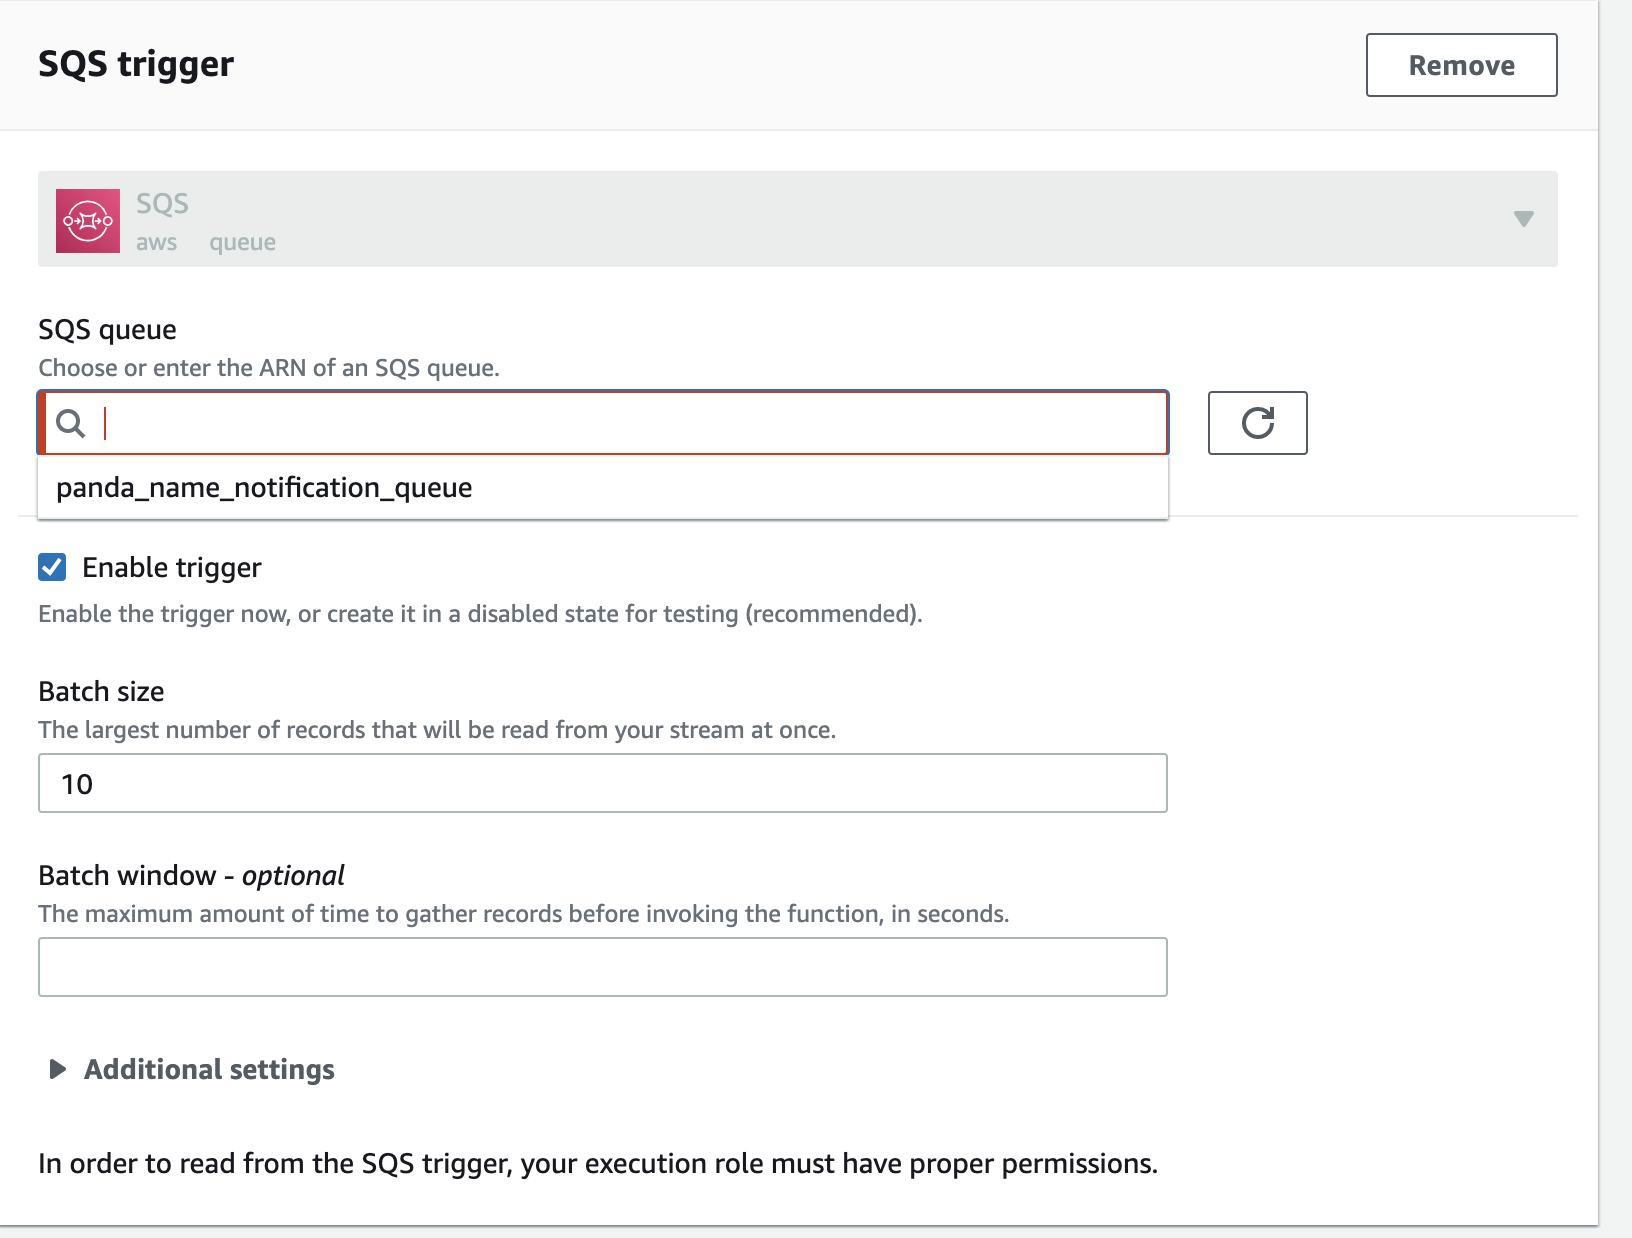 SQS trigger
Remove
SQS
aws queue
SQS queue
Choose or enter the ARN of an SQS queue.
panda_name_notification_queue
Enable trigger
Enable the trigger now, or create it in a disabled state for testing (recommended).
Batch size
The largest number of records that will be read from your stream at once.
10
Batch window - optional
The maximum amount of time to gather records before invoking the function, in seconds.
Additional settings
In order to read from the SQS trigger, your execution role must have proper permissions.